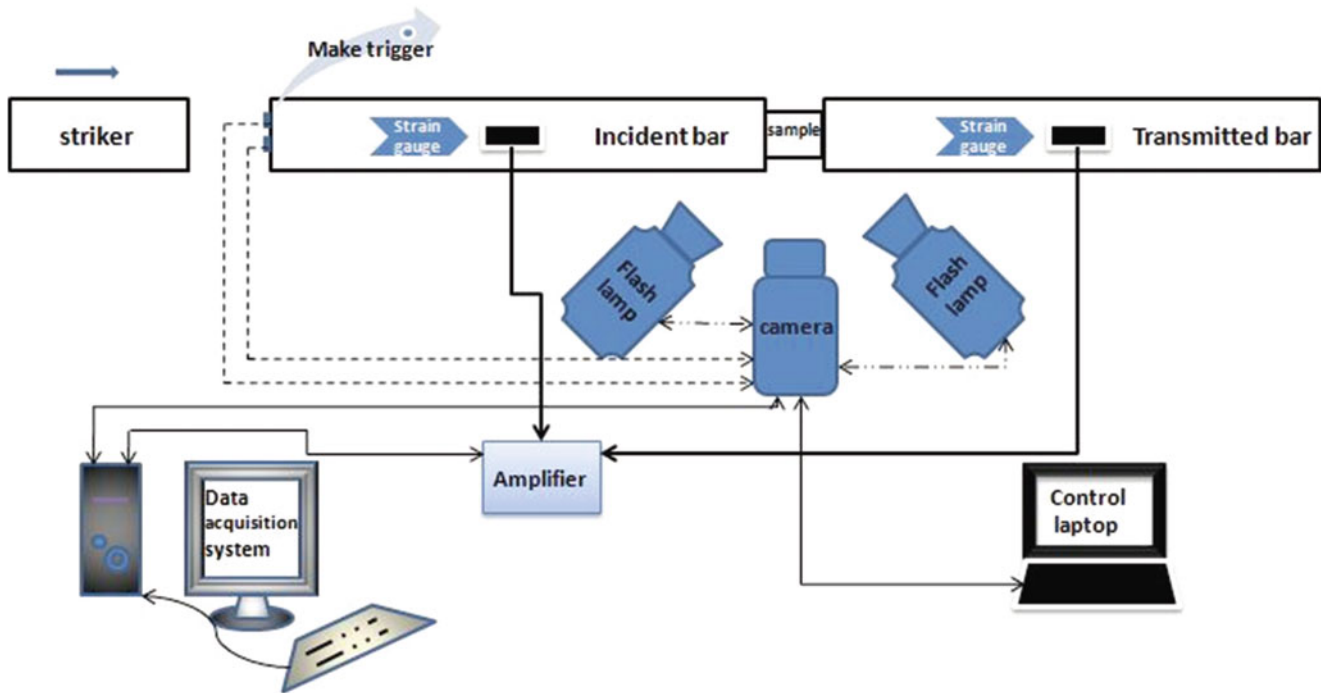 Make trigger
striker
Strain
gauge
Incident bar
sample
Strain
gauge
Transmitted bar
Flash
lamp
camera
Flash
lamp
Amplifier
Data
acquisition
system
Control
laptop